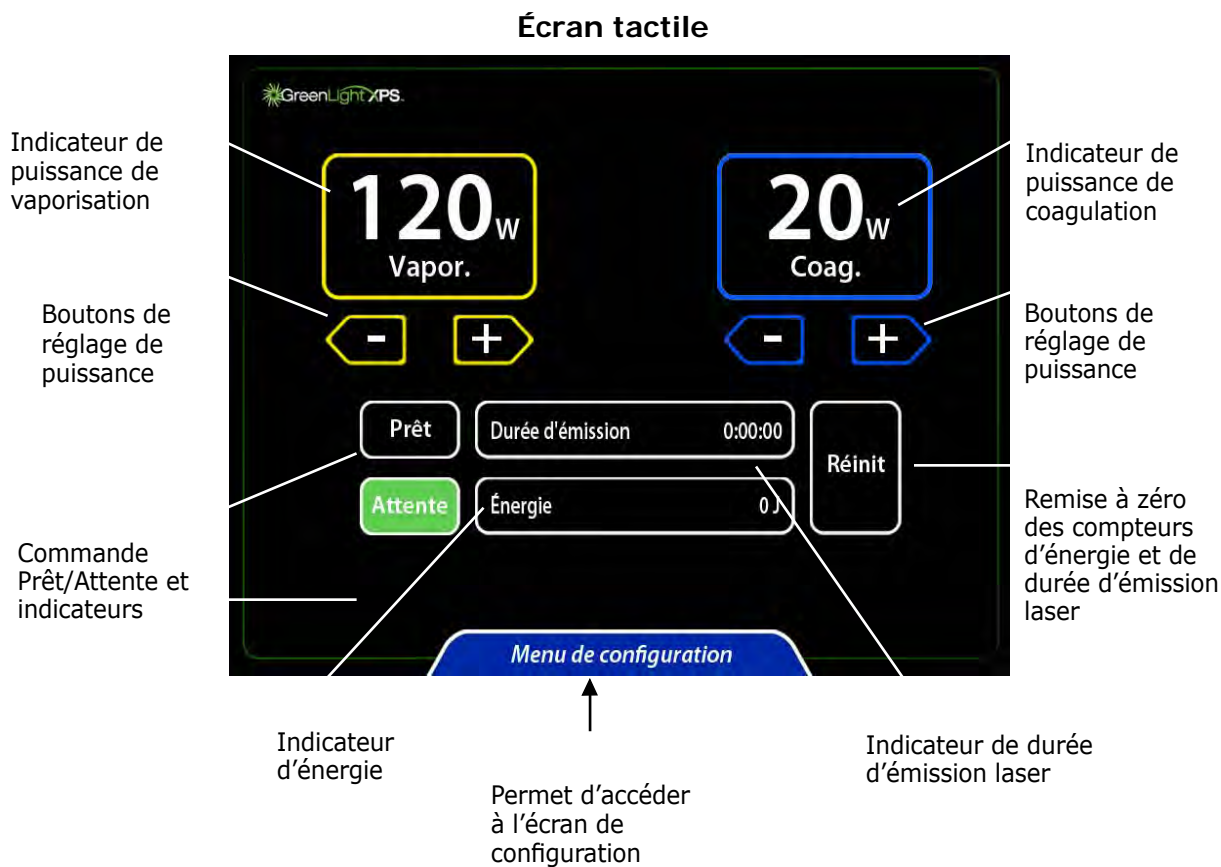 Écran tactile
GreenLight XPS
Indicateur de
puissance de
vaporisation
120 W
Vapor.
20 W
Coag.
Indicateur de
puissance de
coagulation
Boutons de
réglage de
puissance
-
+
-
+
Boutons de
réglage de
puissance
Prêt
Durée d'émission 0:00:00
Réinit
Attente
Énergie 0 J
Commande
Prêt/Attente et
indicateurs
Remise à zéro
des compteurs
d’énergie et de
durée d’émission
laser
Menu de configuration
Indicateur
d’énergie
Permet d’accéder
à l’écran de
configuration
Indicateur de durée
d’émission laser